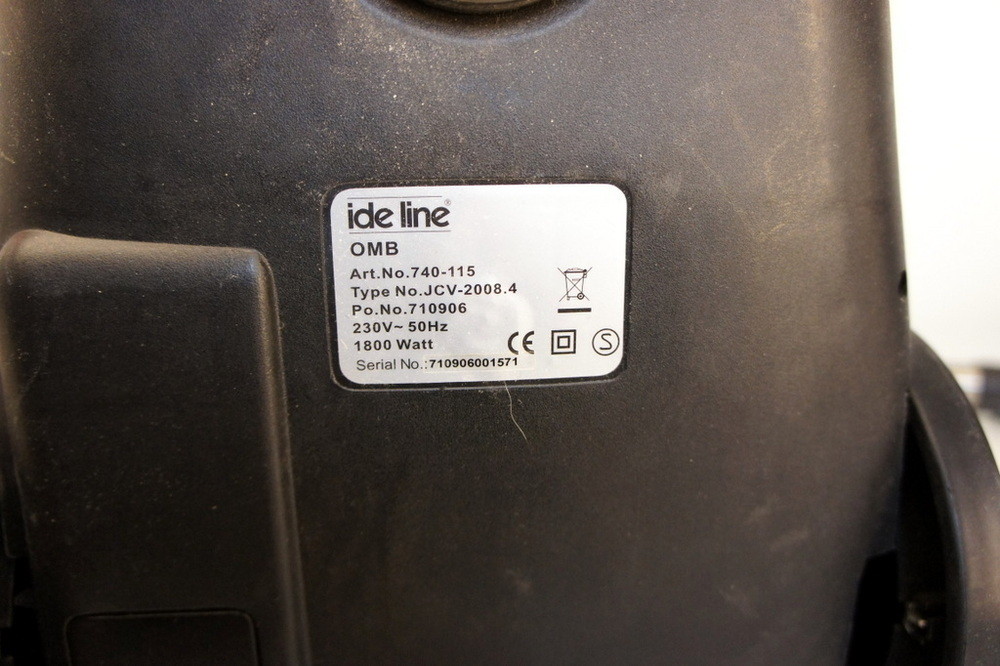 ide line®
OMB
Art.No.740-115
Type No.JCV-2008.4
Po.No.710906
230V~ 50Hz
1800 Watt
CE S
Serial No.:710906001571